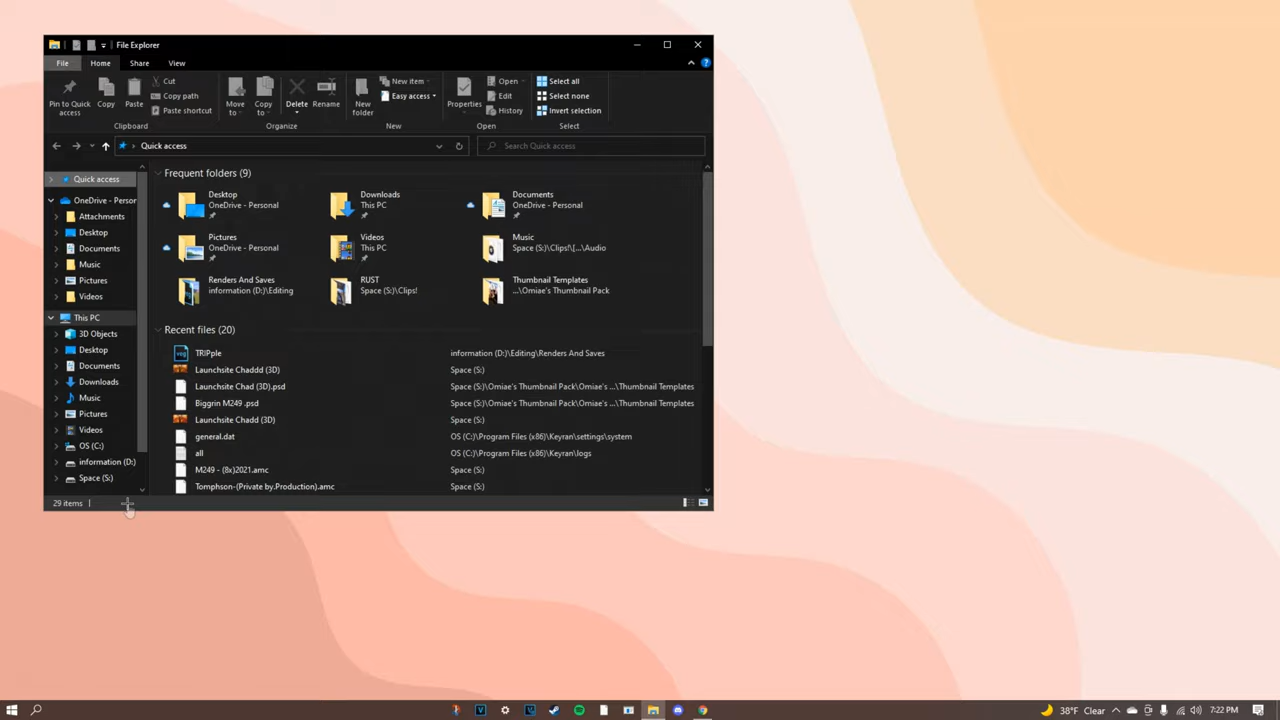 File Explorer
File Home Share View
Pin to Quick access
Copy
Paste
Cut
Copy path
Paste shortcut
Clipboard
Move to
Copy to
Delete
Rename
Organize
New folder
New item
Easy access
New
Properties
Open
Edit
History
Open
Select all
Select none
Invert selection
Select
Quick access
Search Quick access
Quick access
OneDrive - Persor
Attachments
Desktop
Documents
Music
Pictures
Videos
This PC
3D Objects
Desktop
Documents
Downloads
Music
Pictures
Videos
OS (C:)
information (D:)
Space (S:)
Frequent folders (9)
Desktop
OneDrive - Personal
Downloads
This PC
Documents
OneDrive - Personal
Pictures
OneDrive - Personal
Videos
This PC
Music
Space (S:)\Clips!\[...\Audio
Renders And Saves
information (D:)\Editing
RUST
Space (S:)\Clips!
Thumbnail Templates
...\Omiae's Thumbnail Pack
Recent files (20)
TRIPple information (D:)\Editing\Renders And Saves
Launchsite Chaddd (3D) Space (S:)
Launchsite Chad (3D).psd Space (S:)\Omiae's Thumbnail Pack\Omiae's ...\Thumbnail Templates
Biggrin M249 .psd Space (S:)\Omiae's Thumbnail Pack\Omiae's ...\Thumbnail Templates
Launchsite Chadd (3D) Space (S:)
general.dat OS (C:)\Program Files (x86)\Keyran\settings\system
all OS (C:)\Program Files (x86)\Keyran\logs
M249 - (8x)2021.amc Space (S:)
Tomphson-(Private by.Production).amc Space (S:)
29 items
38°F Clear 7:22 PM